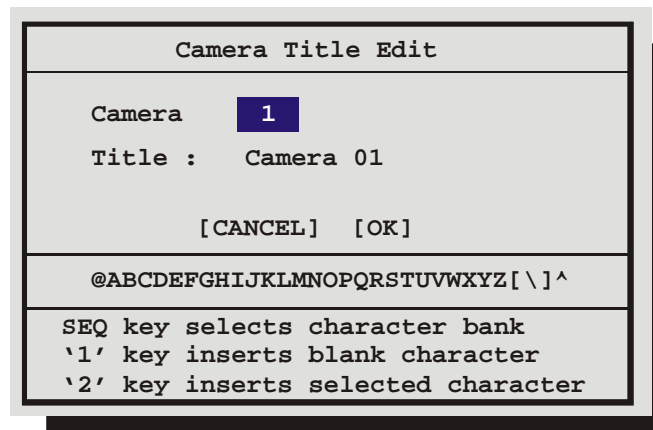 Camera Title Edit
Camera 1
Title : Camera 01
[CANCEL] [OK]
@ABCDEFGHIJKLMNOPQRSTUVWXYZ[\]^
SEQ key selects character bank
‘1’ key inserts blank character
‘2’ key inserts selected character